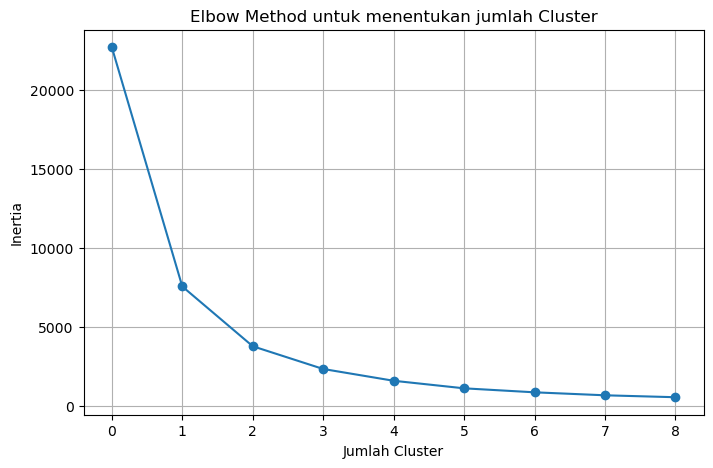 Elbow Method untuk menentukan jumlah Cluster
Inertia
20000
15000
10000
5000
0
0 1 2 3 4 5 6 7 8
Jumlah Cluster